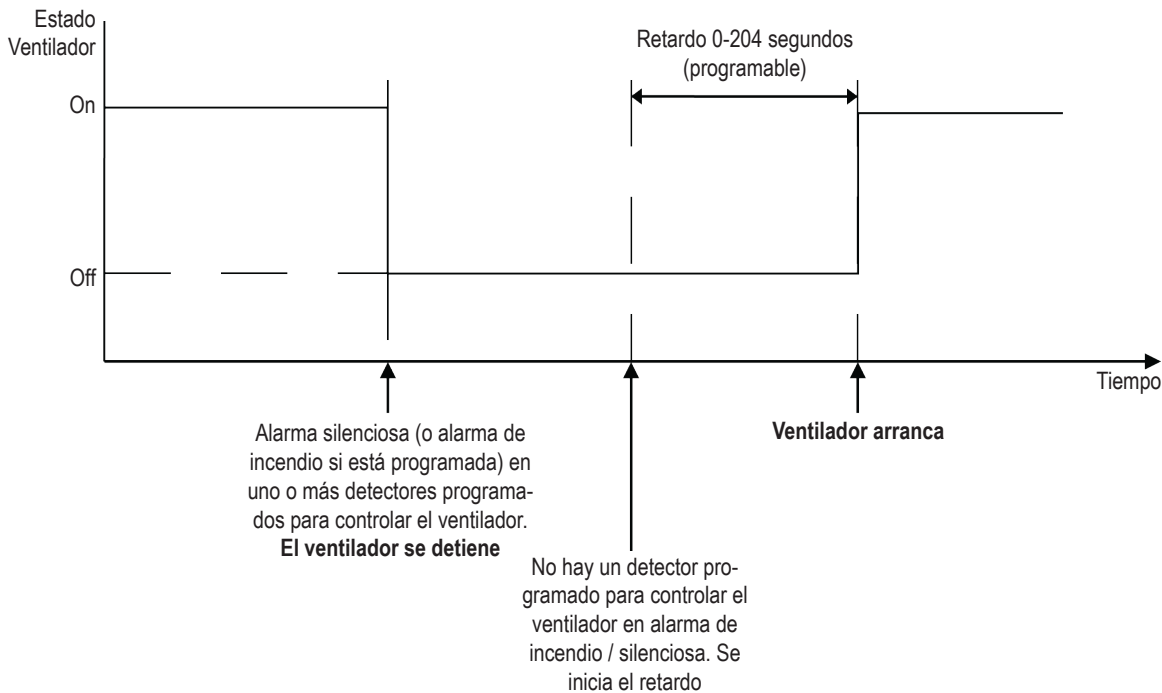 Estado
Ventilador
Retardo 0-204 segundos
(programable)
On
Off
Tiempo
Alarma silenciosa (o alarma de
incendio si está programada) en
uno o más detectores programa-
dos para controlar el ventilador.
El ventilador se detiene
No hay un detector pro-
gramado para controlar el
ventilador en alarma de
incendio / silenciosa. Se
inicia el retardo
Ventilador arranca